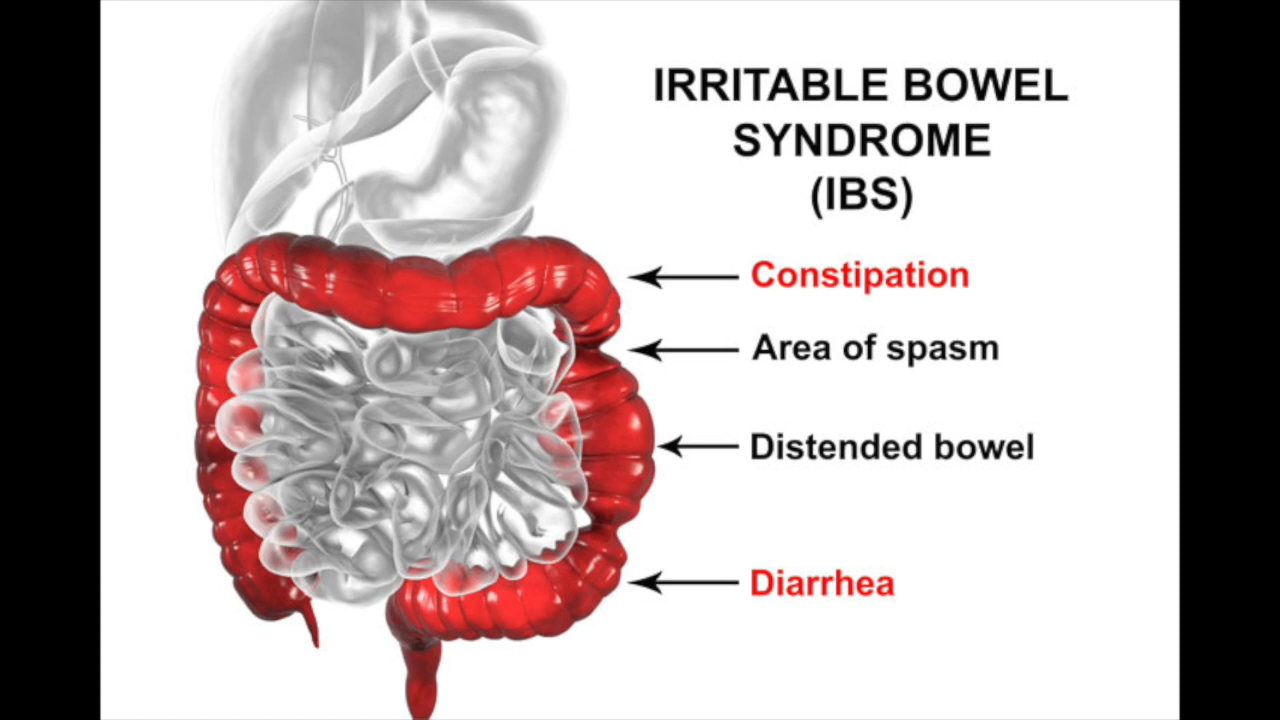 IRRITABLE BOWEL
SYNDROME
(IBS)
Constipation
Area of spasm
Distended bowel
Diarrhea